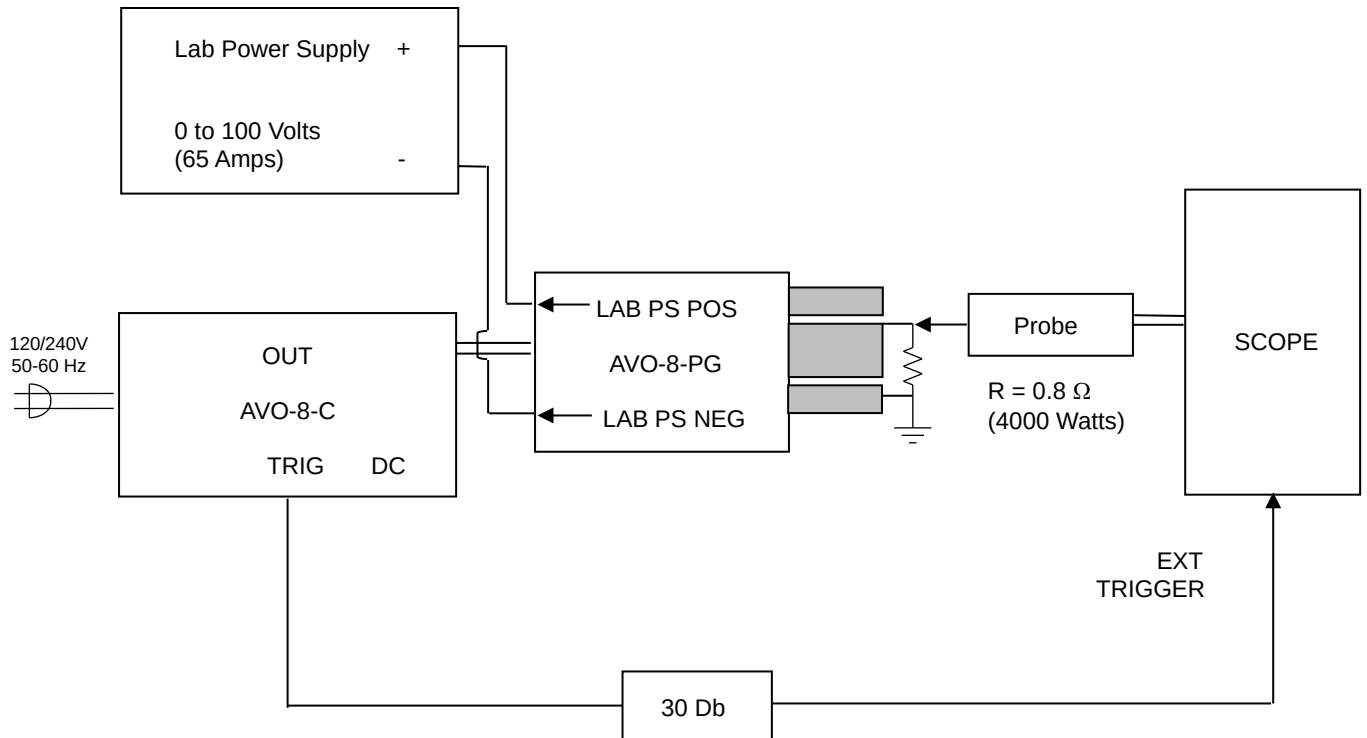 Lab Power Supply +
0 to 100 Volts
(65 Amps) -
120/240V
50-60 Hz
OUT
AVO-8-C
TRIG DC
LAB PS POS
AVO-8-PG
LAB PS NEG
Probe
R = 0.8 Ω
(4000 Watts)
SCOPE
EXT
TRIGGER
30 Db